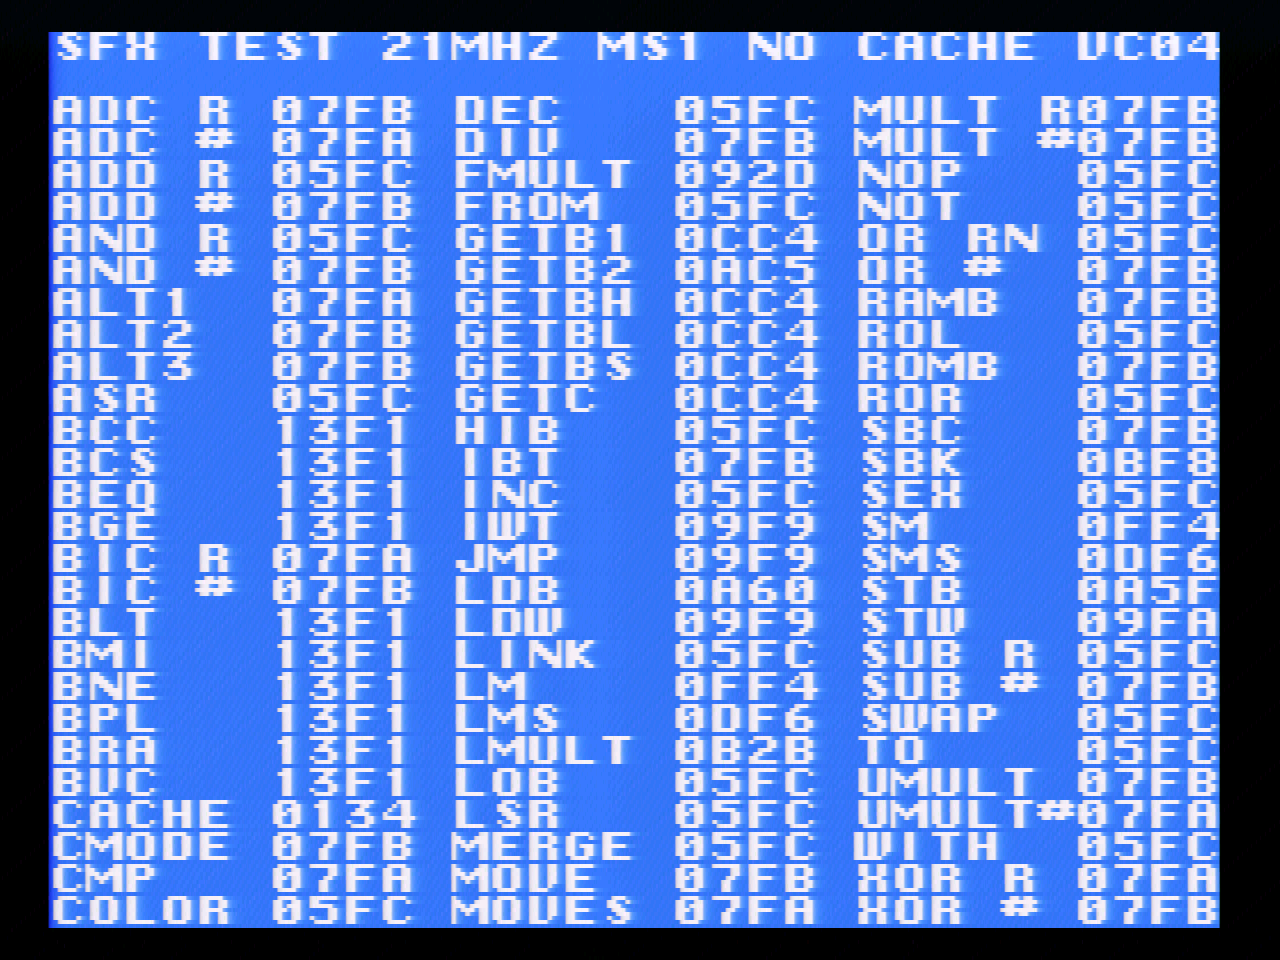 SFX TEST 21MHZ MS1 NO CACHE VC04
ADC R 07FB DEC 05FC MULT R07FB
ADC # 07FA DIV 07FB MULT #07FB
ADD R 05FC FMULT 092D NOP 05FC
ADD # 07FB FROM 05FC NOT 05FC
AND R 05FC GETB1 0CC4 OR RN 05FC
AND # 07FB GETB2 0AC5 OR # 07FB
ALT1 07FA GETBH 0CC4 RAMB 07FB
ALT2 07FB GETBL 0CC4 ROL 05FC
ALT3 07FB GETBS 0CC4 ROMB 07FB
ASR 05FC GETC 0CC4 ROR 05FC
BCC 13F1 HIB 05FC SBC 07FB
BCS 13F1 IBT 07FB SBK 0BF8
BEQ 13F1 INC 05FC SEX 05FC
BGE 13F1 IWT 09F9 SM 0FF4
BIC R 07FA JMP 09F9 SMS 0DF6
BIC # 07FB LDB 0A60 STB 0A5F
BLT 13F1 LDW 09F9 STW 09FA
BMI 13F1 LINK 05FC SUB R 05FC
BNE 13F1 LM 0FF4 SUB # 07FB
BPL 13F1 LMS 0DF6 SWAP 05FC
BRA 13F1 LMULT 0B2B TO 05FC
BVC 13F1 LOB 05FC UMULT 07FB
CACHE 0134 LSR 05FC UMULT#07FA
CMODE 07FB MERGE 05FC WITH 05FC
CMP 07FA MOVE 07FB XOR R 07FA
COLOR 05FC MOVES 07FA XOR # 07FB